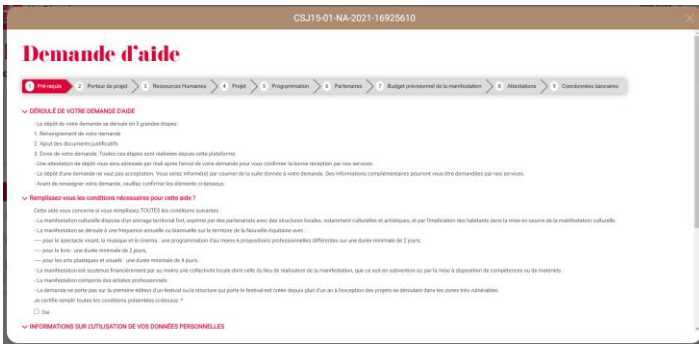 CSJ15-01-NA-2021-16925610
Demande d'aide
1 Pré-requis 2 Porteur de projet 3 Ressources Humaines 4 Projet 5 Programmation 6 Partenaires 7 Budget prévisionnel de la manifestation 8 Attestations 9 Coordonnées bancaires
DÉROULÉ DE VOTRE DEMANDE D'AIDE
- Le dépôt de votre demande se déroule en 3 grandes étapes :
1. Renseignement de votre demande
2. Ajout des documents justificatifs
3. Envoi de votre demande. Toutes ces étapes sont réalisées depuis cette plateforme.
- Une attestation de dépôt vous sera adressée par mail après l'envoi de votre demande pour vous confirmer la bonne réception par nos services.
- Le dépôt d'une demande ne vaut pas acceptation. Vous serez informé(e) par courrier de la suite donnée à votre demande. Des informations complémentaires pourront vous être demandées par nos services.
- Avant de renseigner votre demande, veuillez confirmer les éléments ci-dessous :
Remplissez-vous les conditions nécessaires pour cette aide ?
Cette aide vous concerne si vous remplissez TOUTES les conditions suivantes :
- La manifestation culturelle dispose d'un ancrage territorial fort, exprimé par des partenariats avec des structures locales, notamment culturelles et artistiques, et par l'implication des habitants dans la mise en oeuvre de la manifestation culturelle
- La manifestation se déroule à une fréquence annuelle ou biannuelle sur le territoire de la Nouvelle-Aquitaine avec :
---- pour le spectacle vivant, la musique et le cinéma : une programmation d'au moins 6 propositions professionnelles différentes sur une durée minimale de 2 jours,
---- pour le livre : une durée minimale de 2 jours,
---- pour les arts plastiques et visuels : une durée minimale de 4 jours
- La manifestation est soutenue financièrement par au moins une collectivité locale dont celle du lieu de réalisation de la manifestation, que ce soit en subvention ou par la mise à disposition de compétences ou de matériels.
- La manifestation comporte des artistes professionnels.
- La demande ne porte pas sur la première édition d'un festival ou la structure qui porte le festival est créée depuis plus d'un an à l'exception des projets se déroulant dans les zones très vulnérables.
Je certifie remplir toutes les conditions présentées ci-dessus. *
Oui
INFORMATIONS SUR L'UTILISATION DE VOS DONNÉES PERSONNELLES